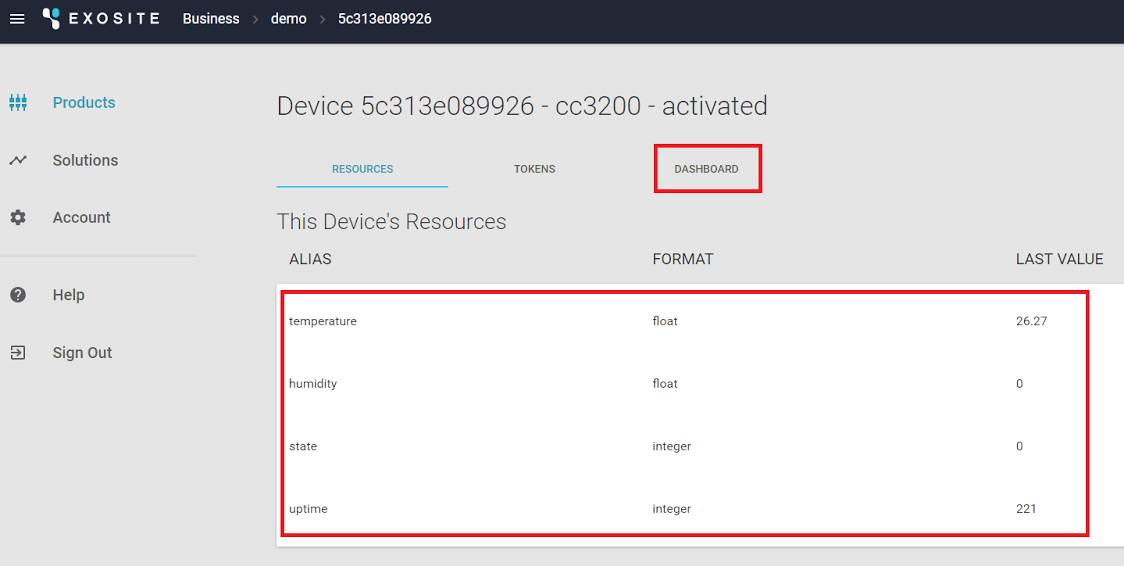 EXOSITE Business > demo > 5c313e089926
Products
Solutions
Account
Help
Sign Out
Device 5c313e089926 - cc3200 - activated
RESOURCES TOKENS DASHBOARD
This Device's Resources
ALIAS FORMAT LAST VALUE
temperature float 26.27
humidity float 0
state integer 0
uptime integer 221